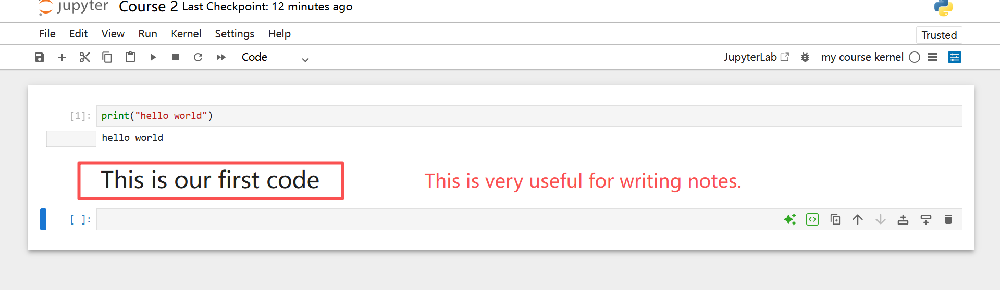 jupyter Course 2 Last Checkpoint: 12 minutes ago
File Edit View Run Kernel Settings Help Trusted
Code JupyterLab my course kernel
[1]: print("hello world")
hello world
This is our first code This is very useful for writing notes.
[ ]: